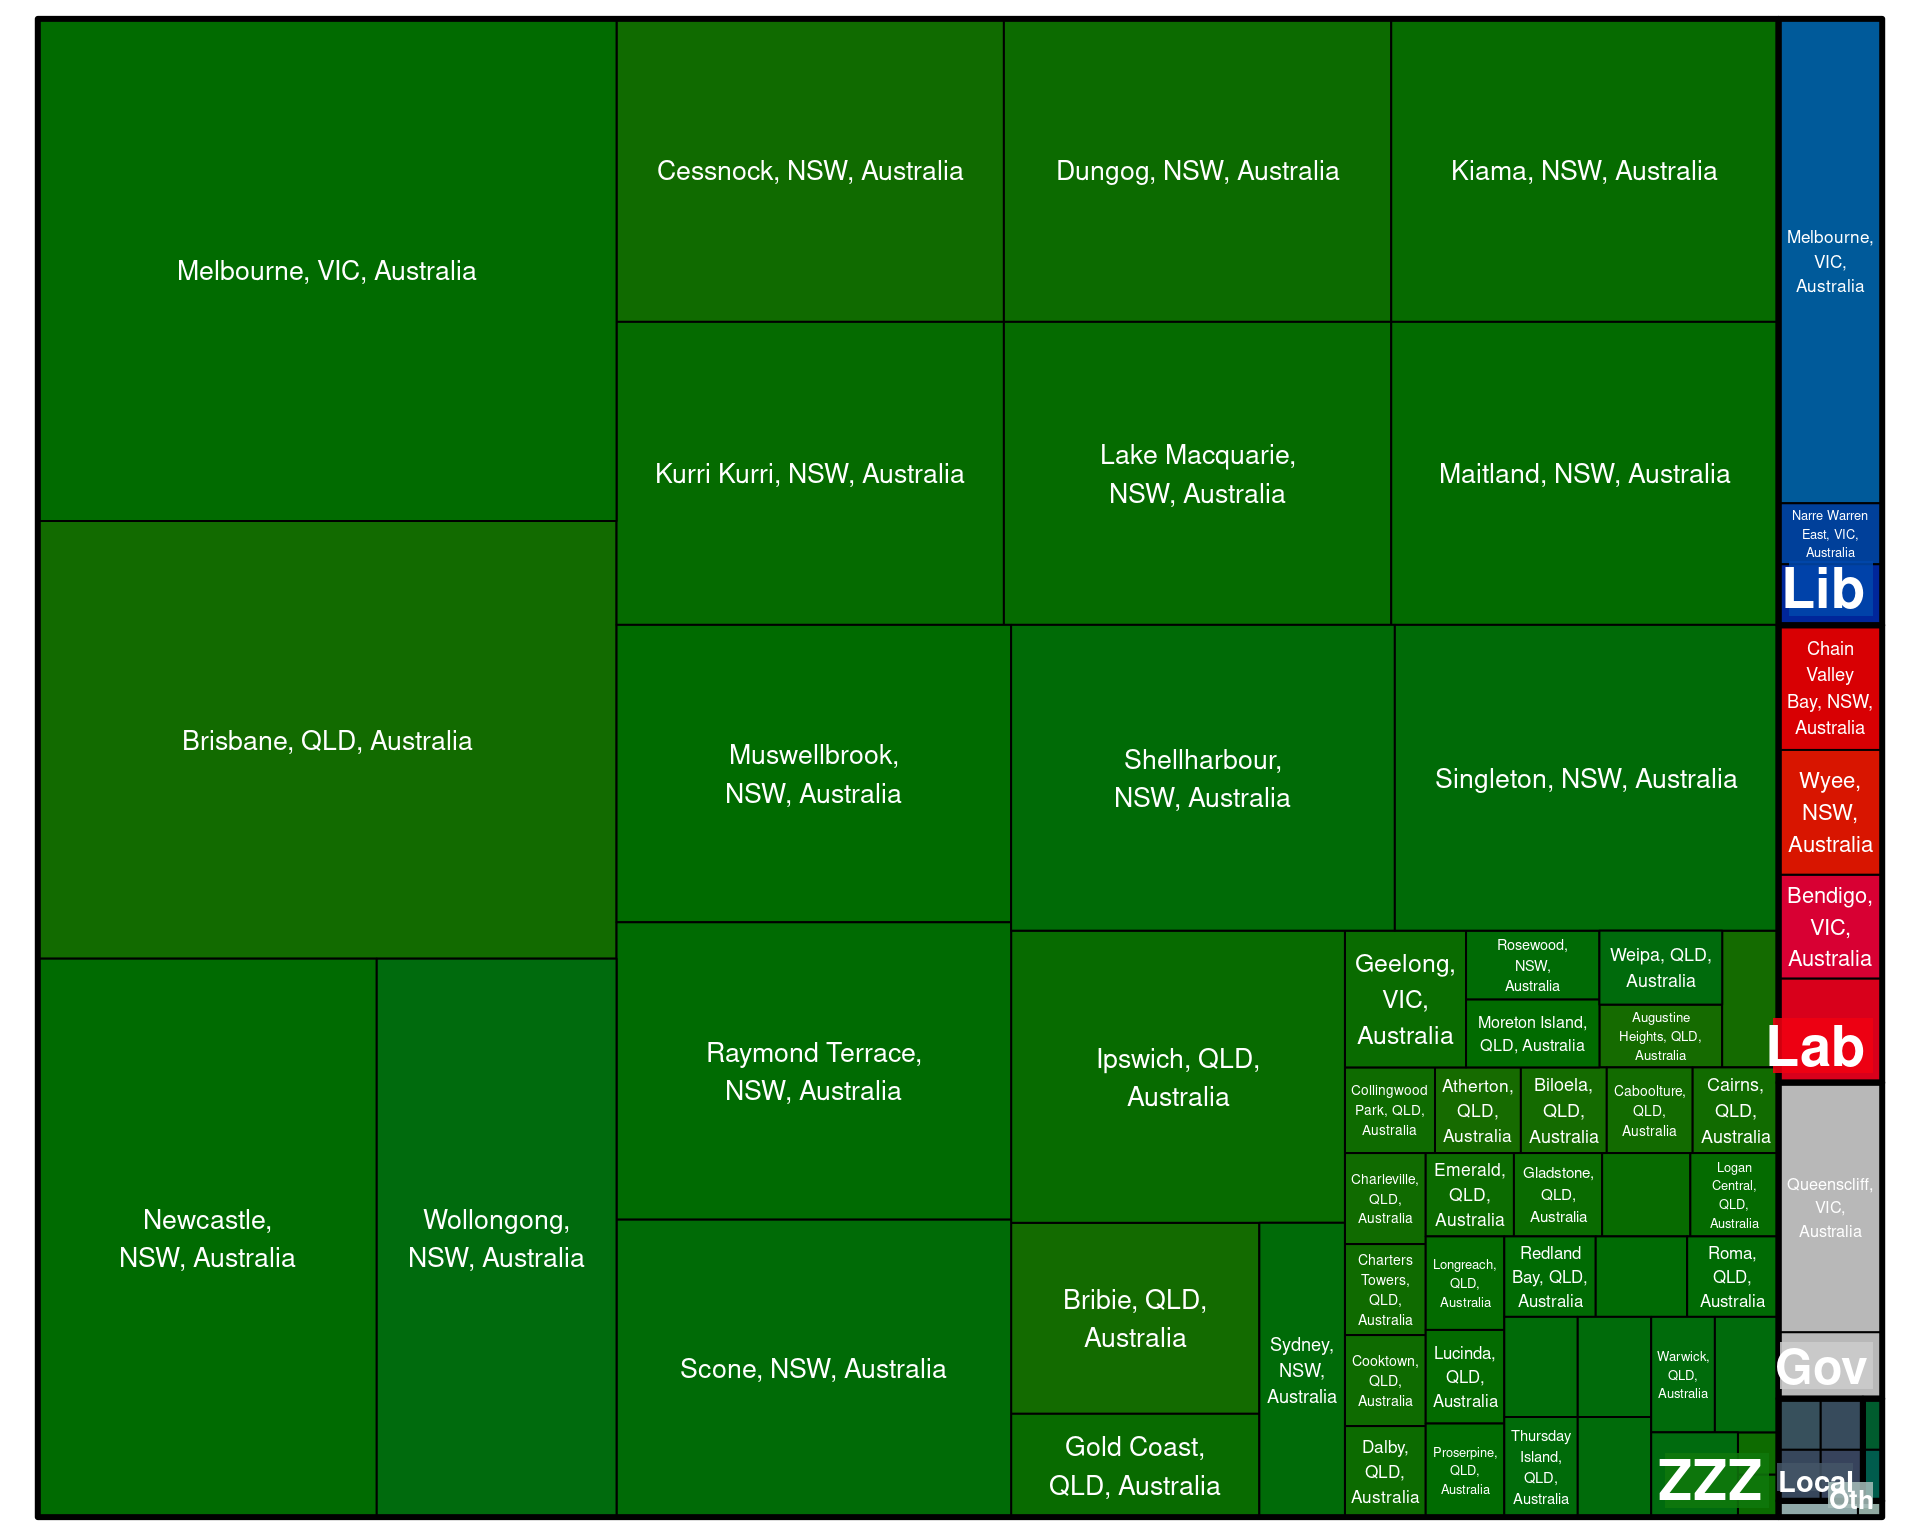 Melbourne, VIC, Australia
Brisbane, QLD, Australia
Newcastle,
NSW, Australia
Wollongong,
NSW, Australia
Cessnock, NSW, Australia
Dungog, NSW, Australia
Kiama, NSW, Australia
Kurri Kurri, NSW, Australia
Lake Macquarie,
NSW, Australia
Maitland, NSW, Australia
Muswellbrook,
NSW, Australia
Shellharbour,
NSW, Australia
Singleton, NSW, Australia
Raymond Terrace,
NSW, Australia
Scone, NSW, Australia
Ipswich, QLD,
Australia
Bribie, QLD,
Australia
Gold Coast,
QLD, Australia
Sydney,
NSW,
Australia
Geelong,
VIC,
Australia
Rosewood,
NSW,
Australia
Moreton Island,
QLD, Australia
Weipa, QLD,
Australia
Augustine
Heights, QLD,
Australia
Collingwood
Park, QLD,
Australia
Atherton,
QLD,
Australia
Biloela,
QLD,
Australia
Caboolture,
QLD,
Australia
Cairns,
QLD,
Australia
Charleville,
QLD,
Australia
Charters
Towers,
QLD,
Australia
Cooktown,
QLD,
Australia
Dalby,
QLD,
Australia
Emerald,
QLD,
Australia
Gladstone,
QLD,
Australia
Logan
Central,
QLD,
Australia
Longreach,
QLD,
Australia
Lucinda,
QLD,
Australia
Proserpine,
QLD,
Australia
Redland
Bay, QLD,
Australia
Roma,
QLD,
Australia
Thursday
Island,
QLD,
Australia
Warwick,
QLD,
Australia
ZZZ
Melbourne,
VIC,
Australia
Narre Warren
East, VIC,
Australia
Lib
Chain
Valley
Bay, NSW,
Australia
Wyee,
NSW,
Australia
Bendigo,
VIC,
Australia
Lab
Queenscliff,
VIC,
Australia
Gov
Local
Oth